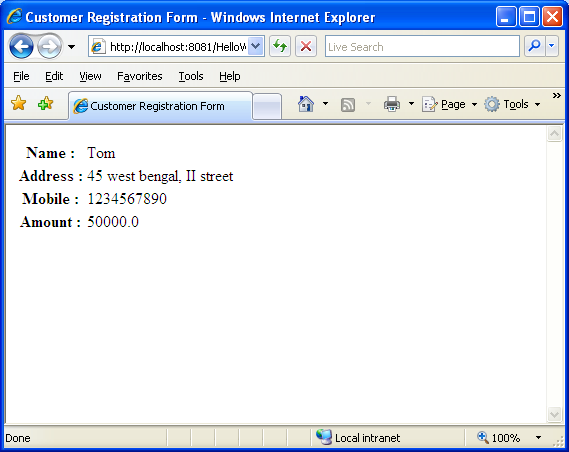 Customer Registration Form - Windows Internet Explorer
http://localhost:8081/HelloW
Live Search
File Edit View Favorites Tools Help
Customer Registration Form
Page Tools »
Name : Tom
Address : 45 west bengal, II street
Mobile : 1234567890
Amount : 50000.0
Done Local intranet 100%